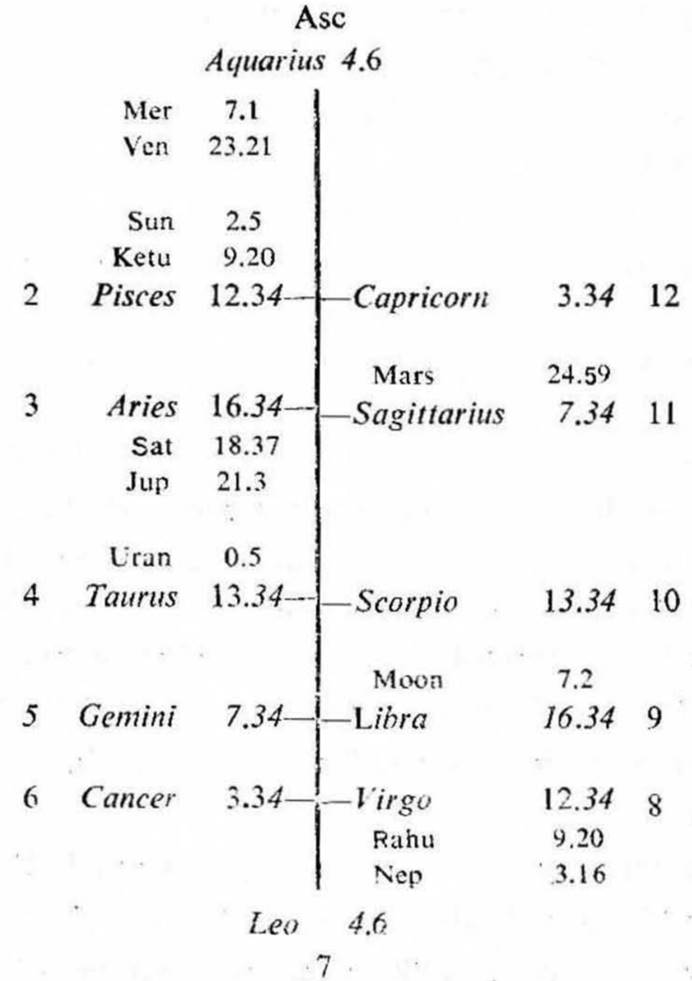 Asc
Aquarius 4.6
Mer 7.1
Ven 23.21
Sun 2.5
Ketu 9.20
2 Pisces 12.34 Capricorn 3.34 12
Mars 24.59
3 Aries 16.34 Sagittarius 7.34 11
Sat 18.37
Jup 21.3
Uran 0.5
4 Taurus 13.34 Scorpio 13.34 10
Moon 7.2
5 Gemini 7.34 Libra 16.34 9
6 Cancer 3.34 Virgo 12.34 8
Rahu 9.20
Nep 3.16
Leo 4.6
7